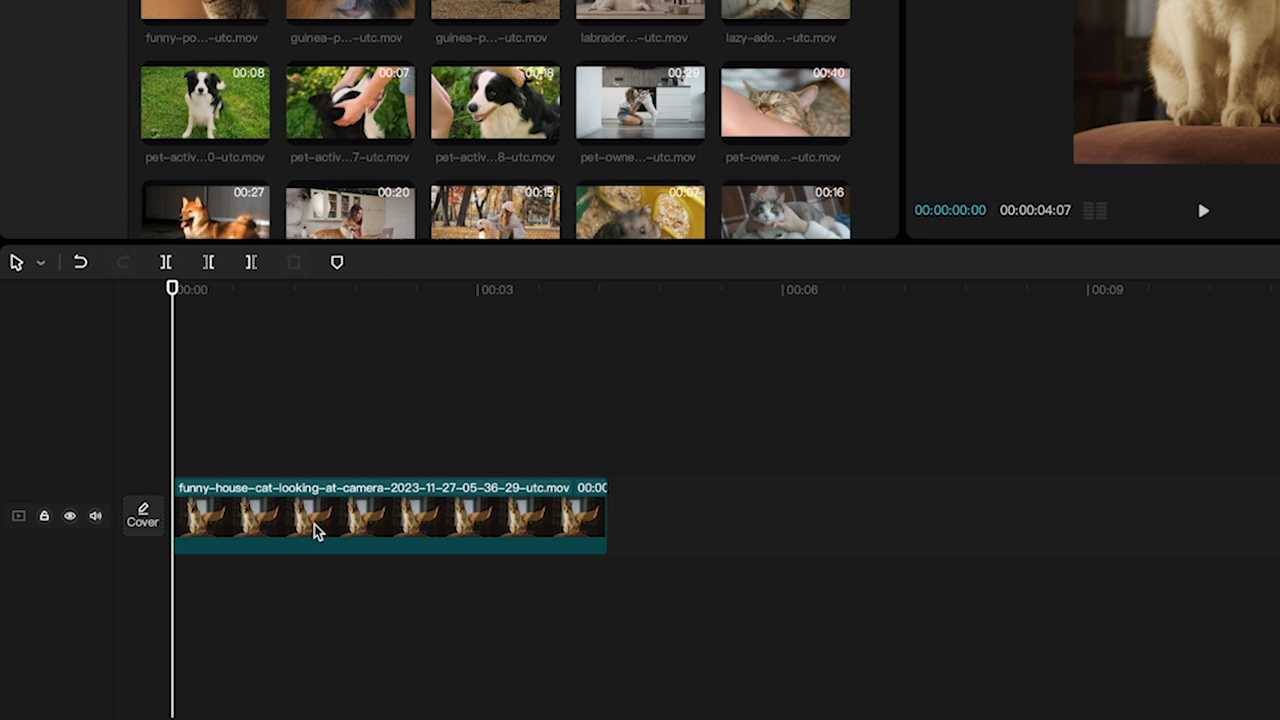 funny-po...-utc.mov
guinea-p...-utc.mov
guinea-p...-utc.mov
labrador...-utc.mov
lazy-ado...-utc.mov
00:08
00:07
00:18
00:29
00:40
pet-activ...0-utc.mov
pet-activ...7-utc.mov
pet-activ...8-utc.mov
pet-owne...-utc.mov
pet-owne...-utc.mov
00:27
00:20
00:15
00:07
00:16
00:00:00:00
00:00:04:07
00:00
00:03
00:06
00:09
funny-house-cat-looking-at-camera-2023-11-27-05-36-29-utc.mov 00:00
Cover